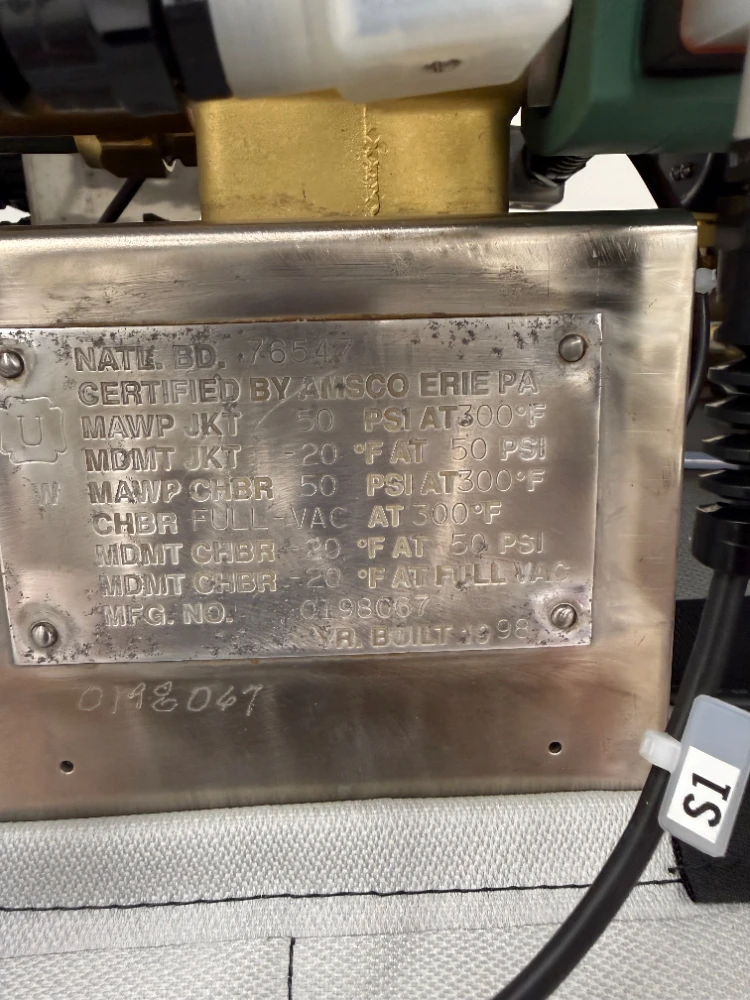 NATL. BD. 76547
CERTIFIED BY AMSCO ERIE PA
U
MAWP JKT 50 PSI AT 300°F
MDMT JKT -20 °F AT 50 PSI
W MAWP CHBR 50 PSI AT 300°F
CHBR FULL-VAC AT 300°F
MDMT CHBR -20 °F AT 50 PSI
MDMT CHBR -20 °F AT FULL VAC
MFG. NO. 0198067
YR. BUILT 1998
0198067
S1